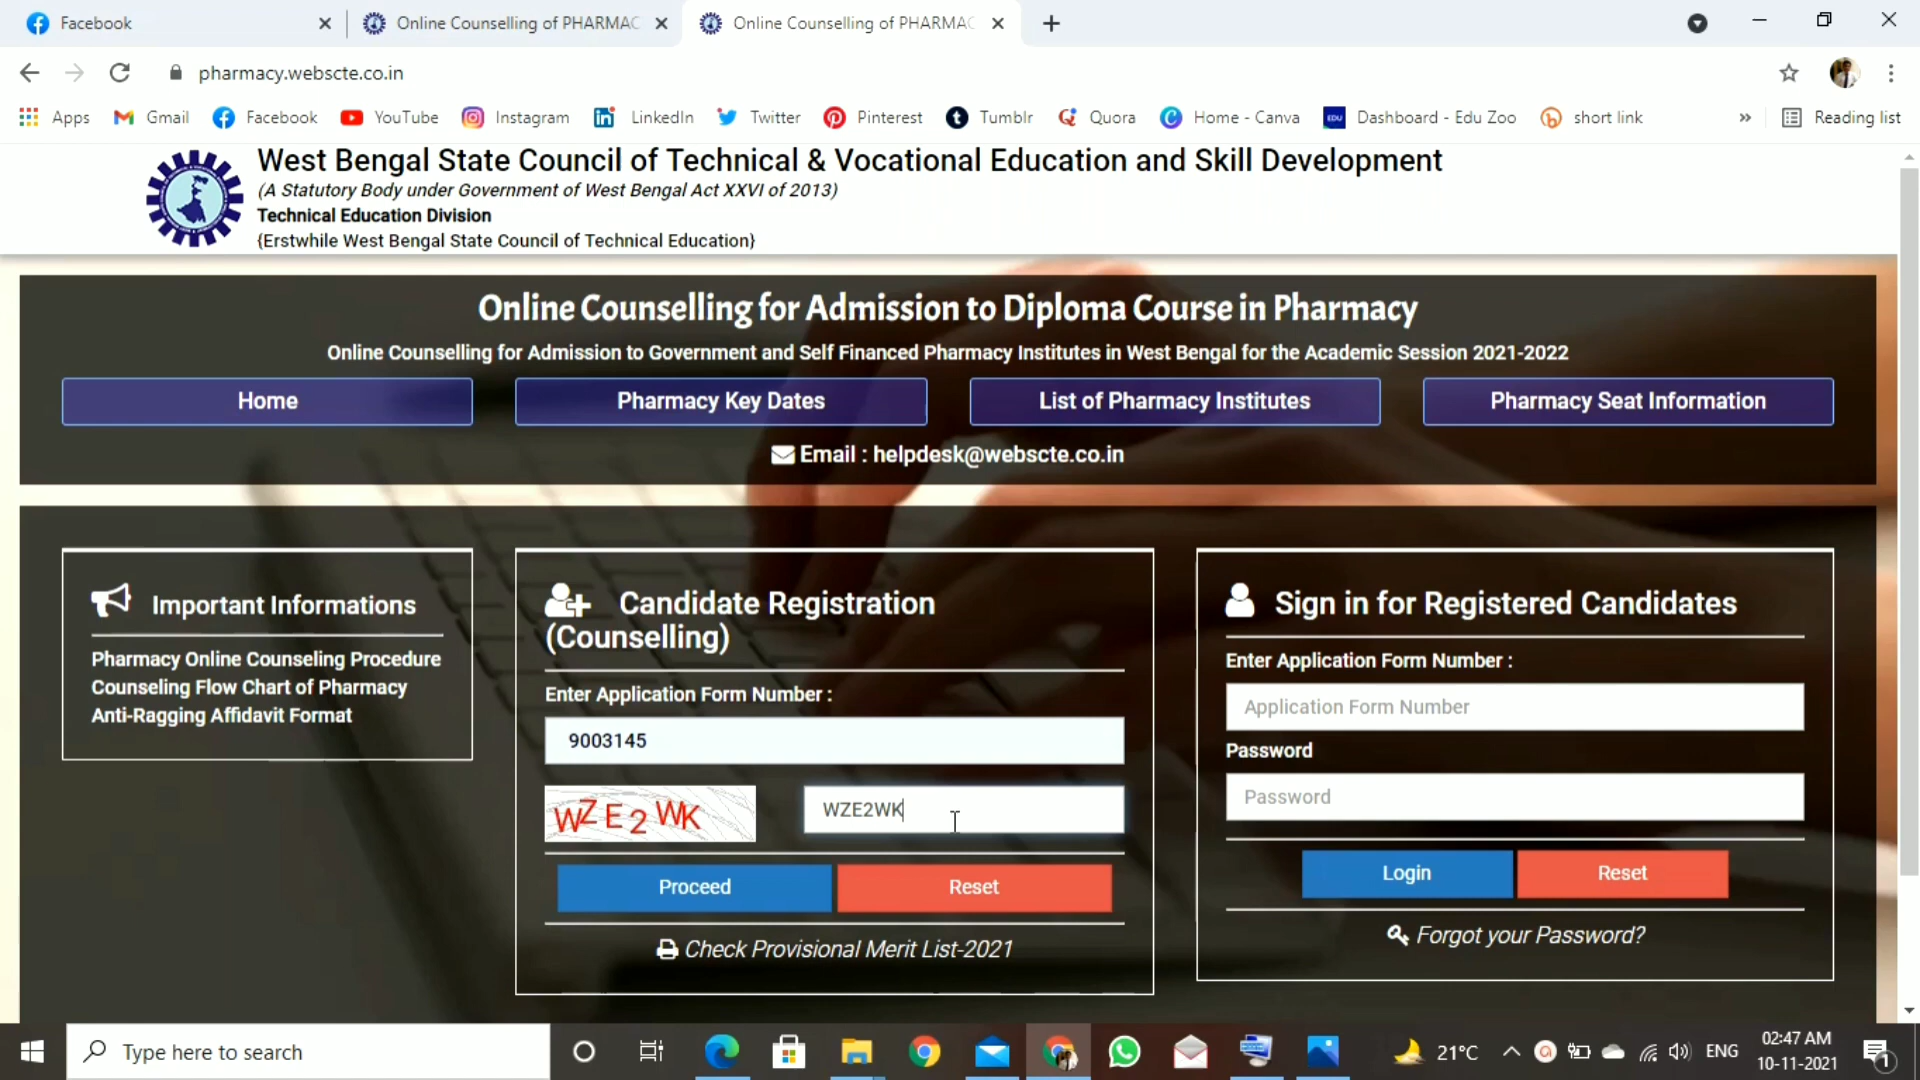 Facebook
Online Counselling of PHARMAC
Online Counselling of PHARMAC
pharmacy.webscte.co.in
Apps
Gmail
Facebook
YouTube
Instagram
LinkedIn
Twitter
Pinterest
Tumblr
Quora
Home - Canva
EDU
Dashboard - Edu Zoo
short link
»
Reading list
West Bengal State Council of Technical & Vocational Education and Skill Development
(A Statutory Body under Government of West Bengal Act XXVI of 2013)
Technical Education Division
{Erstwhile West Bengal State Council of Technical Education}
Online Counselling for Admission to Diploma Course in Pharmacy
Online Counselling for Admission to Government and Self Financed Pharmacy Institutes in West Bengal for the Academic Session 2021-2022
Home
Pharmacy Key Dates
List of Pharmacy Institutes
Pharmacy Seat Information
Email : helpdesk@webscte.co.in
Important Informations
Pharmacy Online Counseling Procedure
Counseling Flow Chart of Pharmacy
Anti-Ragging Affidavit Format
Candidate Registration
(Counselling)
Enter Application Form Number :
9003145
WZE2WK
WZE2WK
Proceed
Reset
Check Provisional Merit List-2021
Sign in for Registered Candidates
Enter Application Form Number :
Application Form Number
Password
Password
Login
Reset
Forgot your Password?
Type here to search
21°C
ENG
02:47 AM
10-11-2021
1